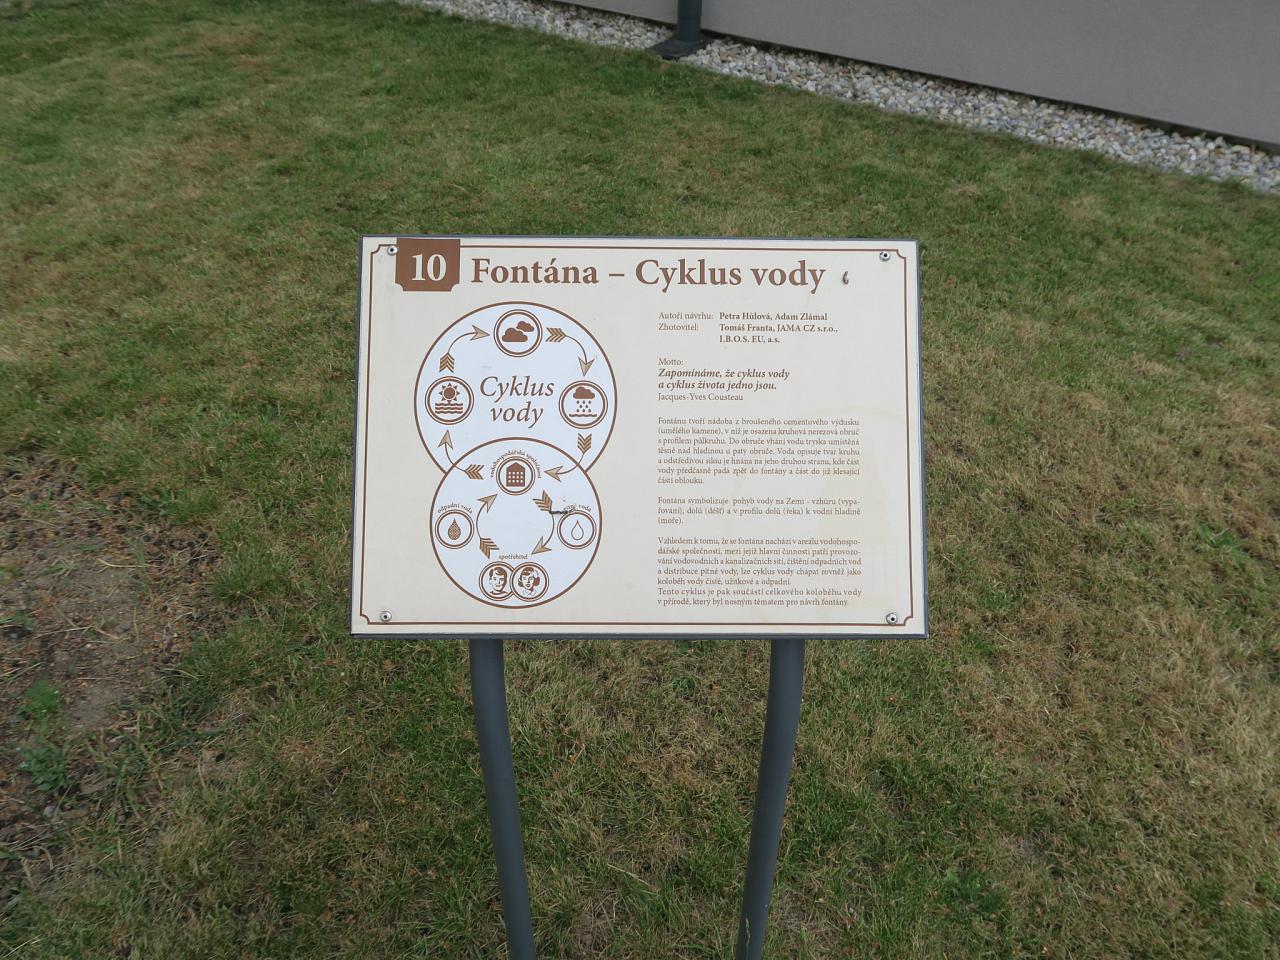 10 Fontána – Cyklus vody
Cyklus
vody
vodohospodářská společnost
odpadní voda
pitná voda
spotřebitel
Autoři návrhu: Petra Hůlová, Adam Zlámal
Zhotovitel: Tomáš Franta, JAMA CZ s.r.o.,
I.B.O.S. EU, a.s.
Motto:
Zapomínáme, že cyklus vody
a cyklus života jedno jsou.
Jacques-Yves Cousteau
Fontánu tvoří nádoba z broušeného cementového výdusku
(umělého kamene), v níž je osazena kruhová nerezová obruč
s profilem půlkruhu. Do obruče vhání vodu tryska umístěná
těsně nad hladinou u paty obruče. Voda opisuje tvar kruhu
a odstředivou silou je hnána na jeho druhou stranu, kde část
vody předčasně padá zpět do fontány a část do již klesající
části oblouku.
Fontána symbolizuje pohyb vody na Zemi - vzhůru (vypa-
řování), dolů (déšť) a v profilu dolů (řeka) k vodní hladině
(moře).
Vzhledem k tomu, že se fontána nachází v areálu vodohospo-
dářské společnosti, mezi jejíž hlavní činnosti patří provozo-
vání vodovodních a kanalizačních sítí, čištění odpadních vod
a distribuce pitné vody, lze cyklus vody chápat rovněž jako
koloběh vody čisté, užitkové a odpadní.
Tento cyklus je pak součástí celkového koloběhu vody
v přírodě, který byl nosným tématem pro návrh fontány.